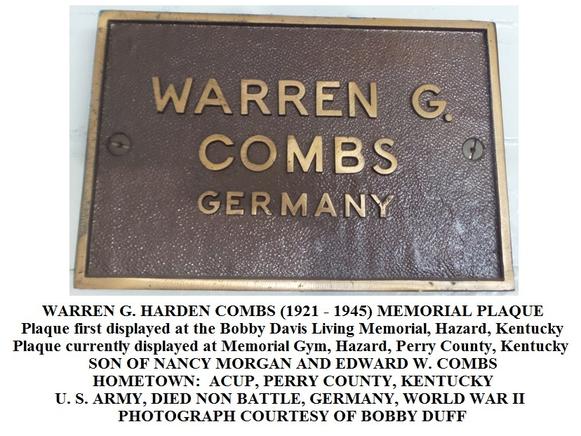 WARREN G.
COMBS
GERMANY
WARREN G. HARDEN COMBS (1921 - 1945) MEMORIAL PLAQUE
Plaque first displayed at the Bobby Davis Living Memorial, Hazard, Kentucky
Plaque currently displayed at Memorial Gym, Hazard, Perry County, Kentucky
SON OF NANCY MORGAN AND EDWARD W. COMBS
HOMETOWN: ACUP, PERRY COUNTY, KENTUCKY
U. S. ARMY, DIED NON BATTLE, GERMANY, WORLD WAR II
PHOTOGRAPH COURTESY OF BOBBY DUFF